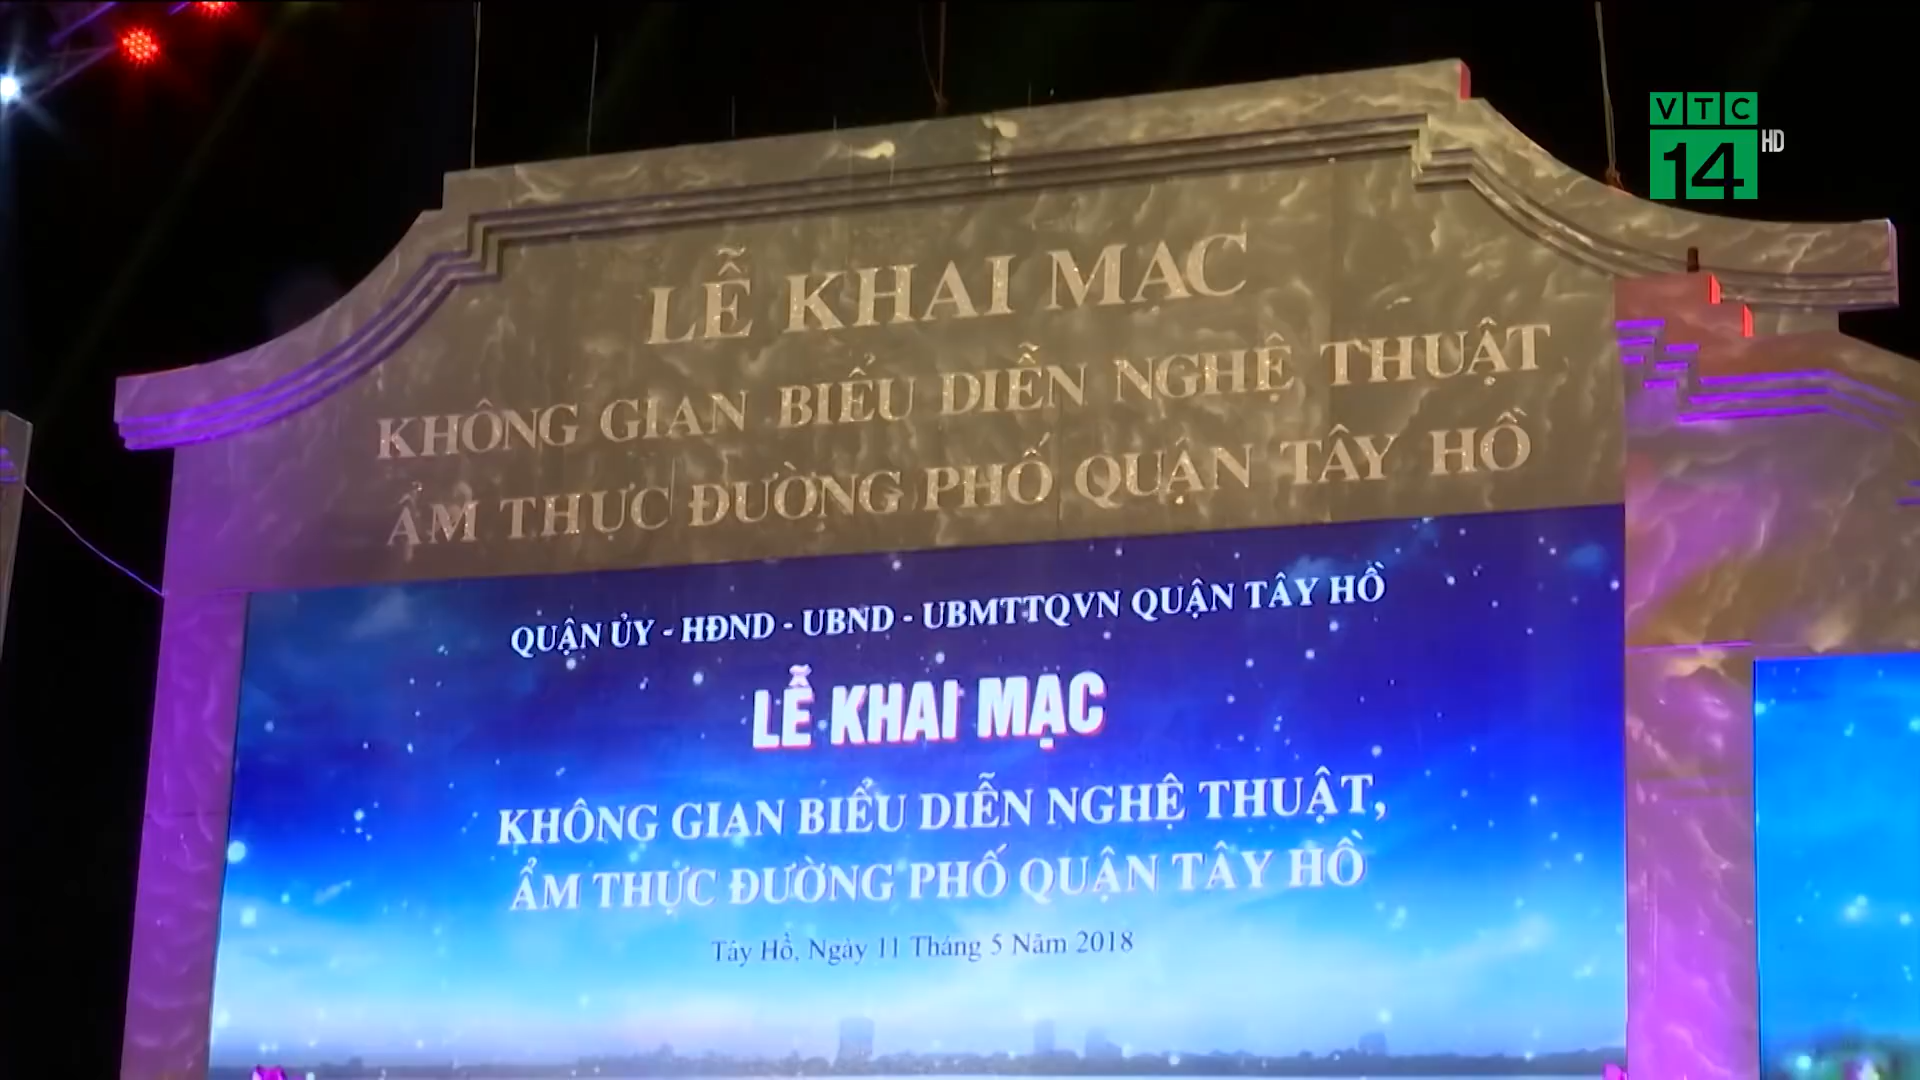 VTC
14 HD
LỄ KHAI MẠC
KHÔNG GIAN BIỂU DIỄN NGHỆ THUẬT
ẨM THỰC ĐƯỜNG PHỐ QUẬN TÂY HỒ
QUẬN ỦY - HĐND - UBND - UBMTTQVN QUẬN TÂY HỒ
LỄ KHAI MẠC
KHÔNG GIAN BIỂU DIỄN NGHỆ THUẬT,
ẨM THỰC ĐƯỜNG PHỐ QUẬN TÂY HỒ
Tây Hồ, Ngày 11 Tháng 5 Năm 2018